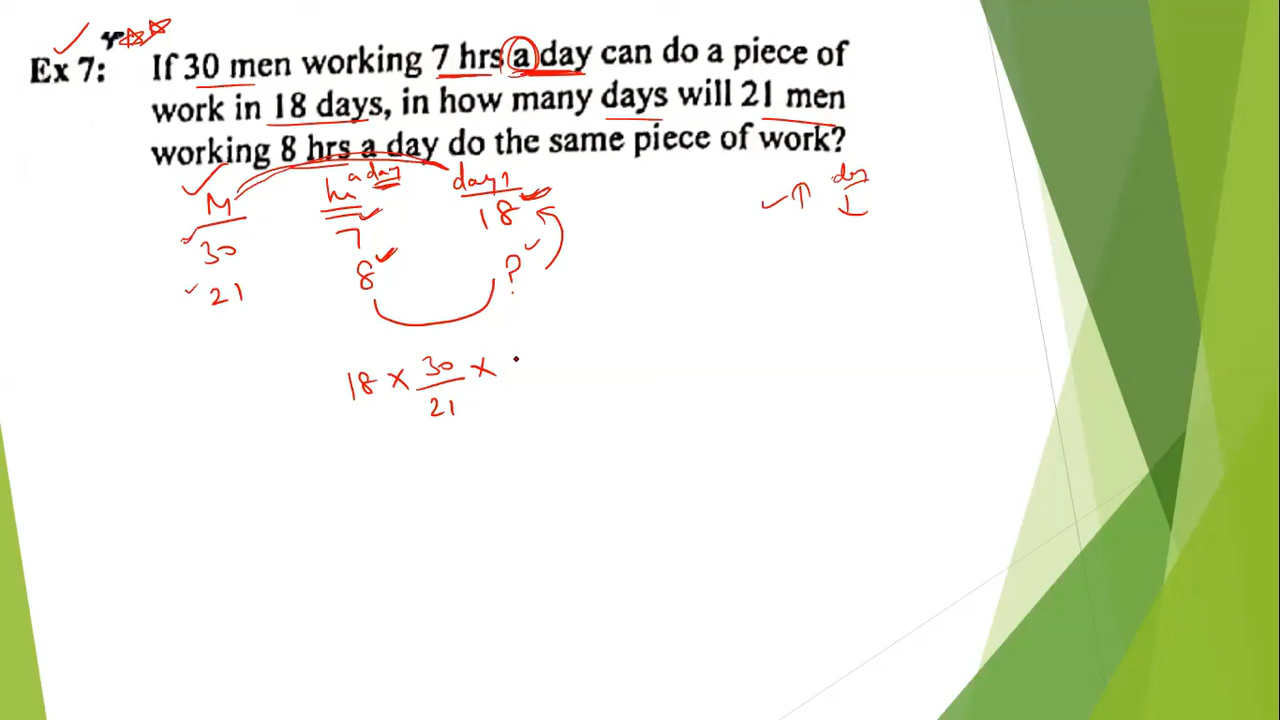 Ex 7: If 30 men working 7 hrs a day can do a piece of
work in 18 days, in how many days will 21 men
working 8 hrs a day do the same piece of work?
M hr a day days day
30 7 18
21 8 ?
18 × 30/21 ×